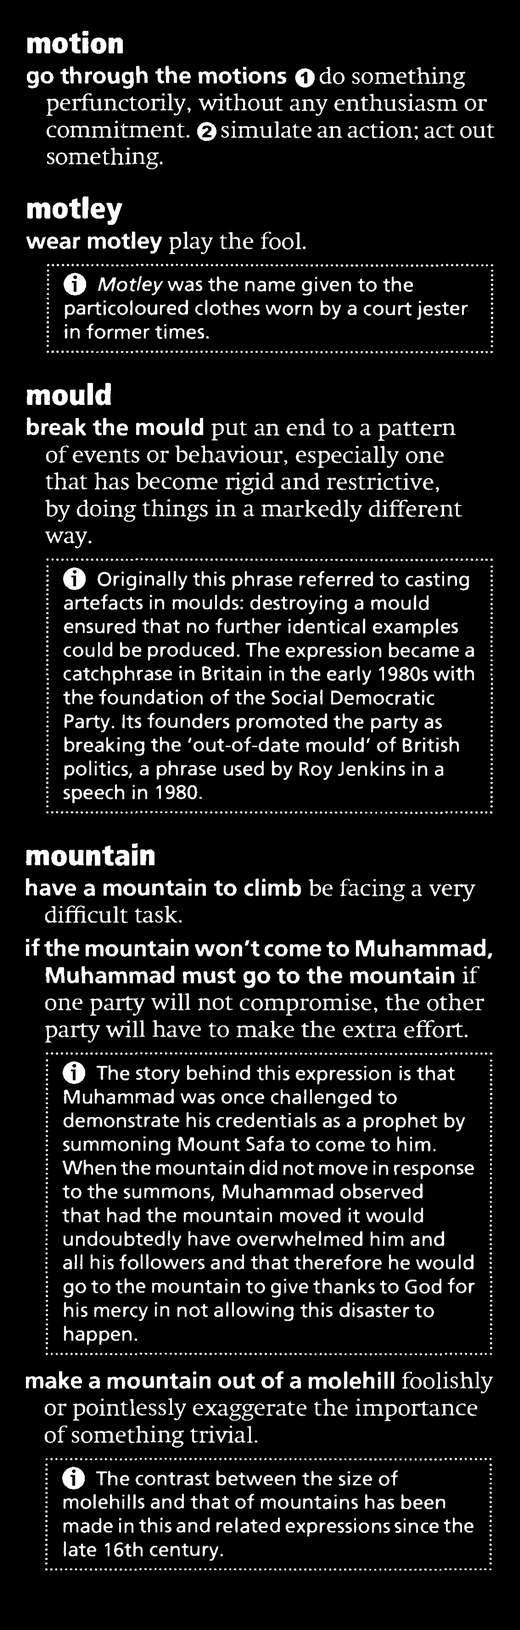 motion
go through the motions ❶ do something
perfunctorily, without any enthusiasm or
commitment. ❷ simulate an action; act out
something.
motley
wear motley play the fool.
ⓘ Motley was the name given to the
particoloured clothes worn by a court jester
in former times.
mould
break the mould put an end to a pattern
of events or behaviour, especially one
that has become rigid and restrictive,
by doing things in a markedly different
way.
ⓘ Originally this phrase referred to casting
artefacts in moulds: destroying a mould
ensured that no further identical examples
could be produced. The expression became a
catchphrase in Britain in the early 1980s with
the foundation of the Social Democratic
Party. Its founders promoted the party as
breaking the ‘out-of-date mould’ of British
politics, a phrase used by Roy Jenkins in a
speech in 1980.
mountain
have a mountain to climb be facing a very
difficult task.
if the mountain won't come to Muhammad,
Muhammad must go to the mountain if
one party will not compromise, the other
party will have to make the extra effort.
ⓘ The story behind this expression is that
Muhammad was once challenged to
demonstrate his credentials as a prophet by
summoning Mount Safa to come to him.
When the mountain did not move in response
to the summons, Muhammad observed
that had the mountain moved it would
undoubtedly have overwhelmed him and
all his followers and that therefore he would
go to the mountain to give thanks to God for
his mercy in not allowing this disaster to
happen.
make a mountain out of a molehill foolishly
or pointlessly exaggerate the importance
of something trivial.
ⓘ The contrast between the size of
molehills and that of mountains has been
made in this and related expressions since the
late 16th century.